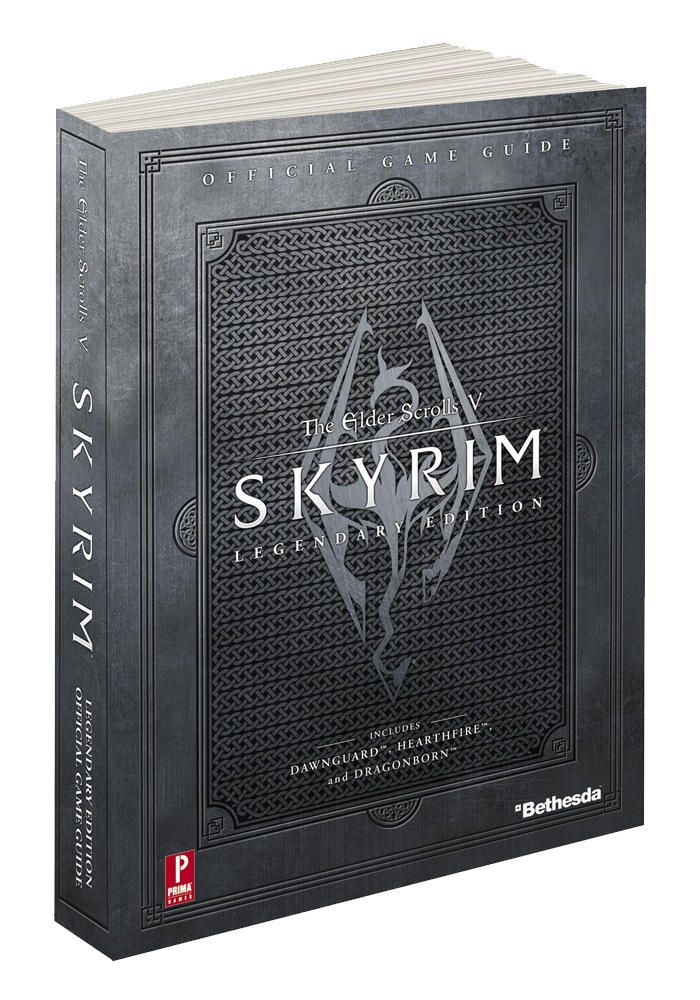 OFFICIAL GAME GUIDE
The Elder Scrolls V
SKYRIM
LEGENDARY EDITION
INCLUDES
DAWNGUARD™, HEARTHFIRE™,
and DRAGONBORN™
Bethesda
P
PRIMA
GAMES
The Elder Scrolls V
SKYRIM
LEGENDARY EDITION
OFFICIAL GAME GUIDE